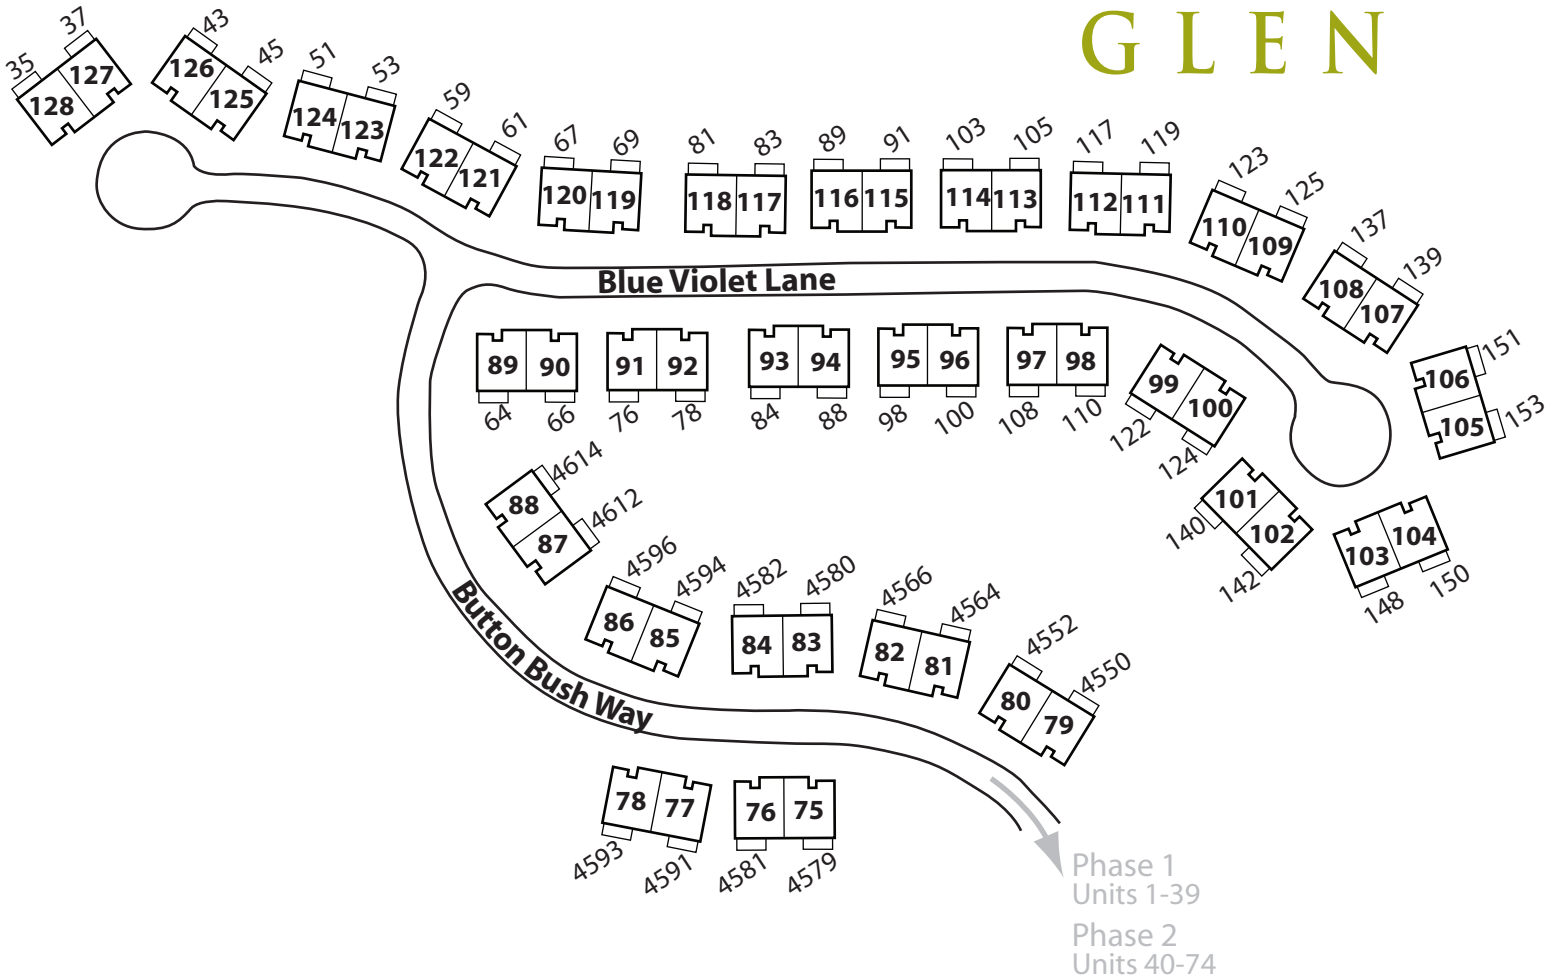 GLEN
35 37 43 45 51 53 59 61 67 69 81 83 89 91 103 105 117 119 123 125 137 139 151 153
128 127 126 125 124 123 122 121 120 119 118 117 116 115 114 113 112 111 110 109 108 107 106 105
Blue Violet Lane
89 90 91 92 93 94 95 96 97 98 99 100 101 102 103 104
64 66 76 78 84 88 98 100 108 110 122 124 140 142 148 150
4614 4612 4596 4594 4582 4580 4566 4564 4552 4550
88 87 86 85 84 83 82 81 80 79
Button Bush Way
78 77 76 75
4593 4591 4581 4579
Phase 1
Units 1-39
Phase 2
Units 40-74